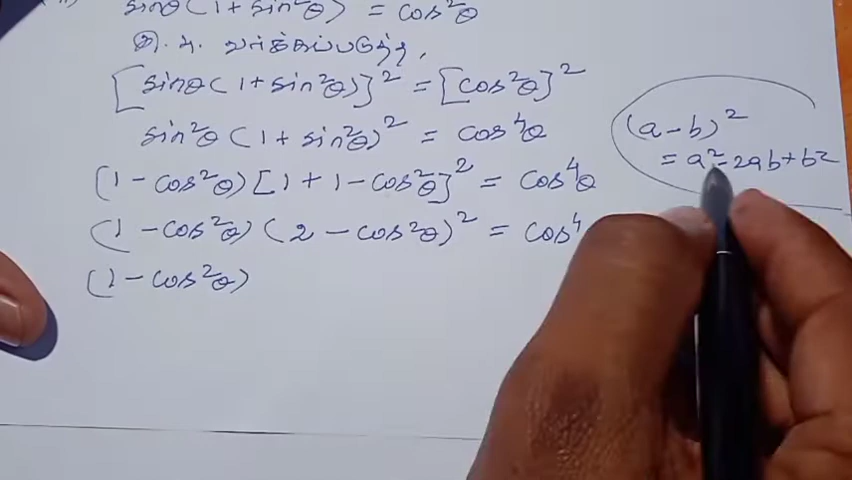 sinθ(1+sin²θ) = cos²θ
இ.பு. வர்க்கப்படுத்த,
[sinθ(1+sin²θ)]² = [cos²θ]²
sin²θ(1+sin²θ)² = cos⁴θ
(1-cos²θ)[1+1-cos²θ]² = cos⁴θ
(1-cos²θ)(2-cos²θ)² = cos⁴
(1-cos²θ)
(a-b)²
= a²-2ab+b²